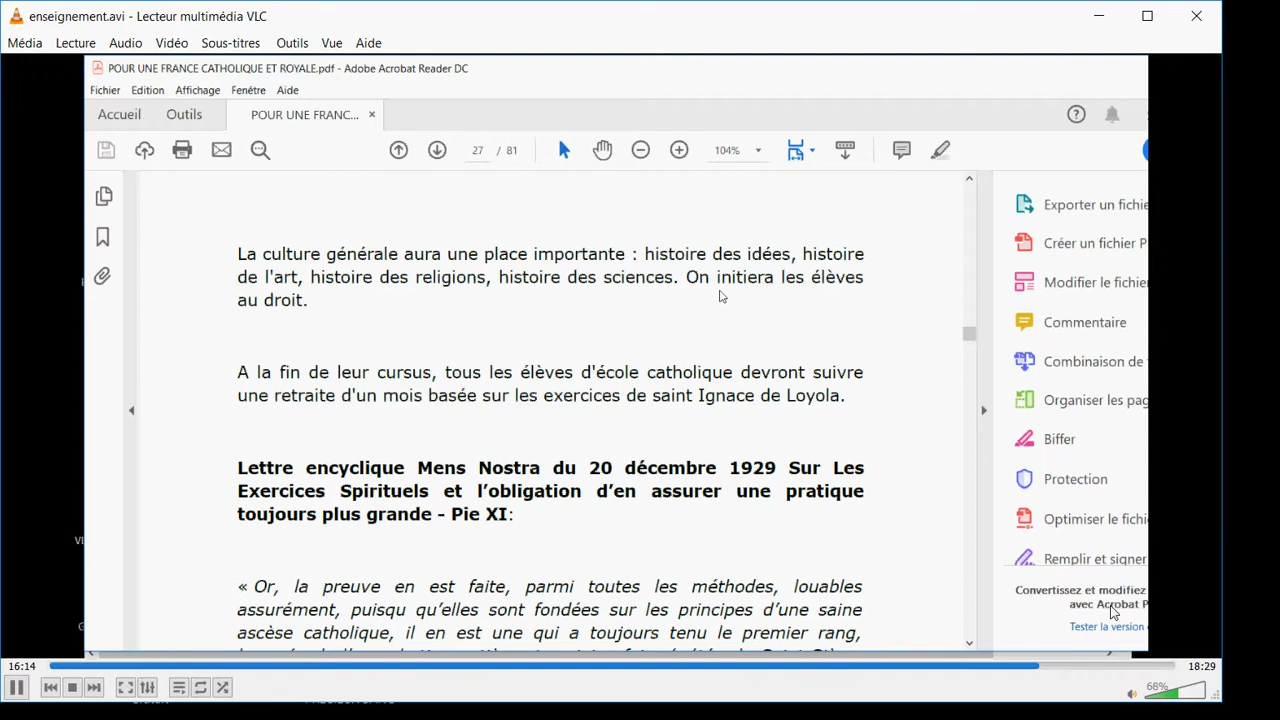 enseignement.avi - Lecteur multimédia VLC
Média Lecture Audio Vidéo Sous-titres Outils Vue Aide
POUR UNE FRANCE CATHOLIQUE ET ROYALE.pdf - Adobe Acrobat Reader DC
Fichier Edition Affichage Fenêtre Aide
Accueil Outils POUR UNE FRANC... ×
27 / 81 104%
La culture générale aura une place importante : histoire des idées, histoire
de l'art, histoire des religions, histoire des sciences. On initiera les élèves
au droit.
A la fin de leur cursus, tous les élèves d'école catholique devront suivre
une retraite d'un mois basée sur les exercices de saint Ignace de Loyola.
Lettre encyclique Mens Nostra du 20 décembre 1929 Sur Les
Exercices Spirituels et l’obligation d’en assurer une pratique
toujours plus grande - Pie XI:
« Or, la preuve en est faite, parmi toutes les méthodes, louables
assurément, puisqu qu’elles sont fondées sur les principes d’une saine
ascèse catholique, il en est une qui a toujours tenu le premier rang,
Exporter un fichie
Créer un fichier P
Modifier le fichie
Commentaire
Combinaison de
Organiser les pag
Biffer
Protection
Optimiser le fichi
Remplir et signer
Convertissez et modifiez
avec Acrobat P
Tester la version
16:14 18:29
68%